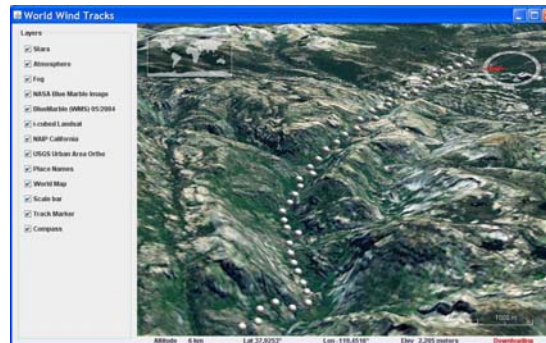 World Wind Tracks
Layers
Stars
Atmosphere
Fog
NASA Blue Marble Image
BlueMarble (WMS) 05/2004
i-cubed Landsat
NAIP California
USGS Urban Area Ortho
Place Names
World Map
Scale bar
Track Marker
Compass
1000 m
Altitude 6 km Lat 37.9253° Lon -119.4516° Elev 2,205 meters Downloading